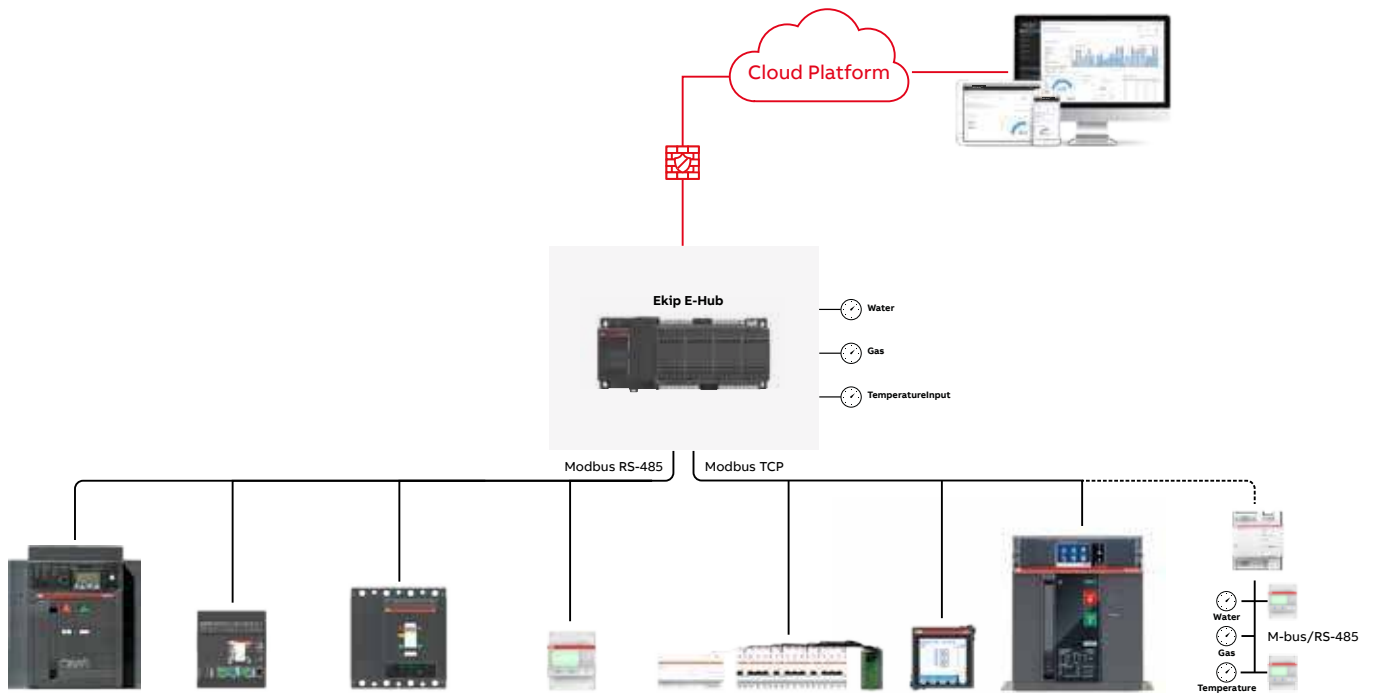 Cloud Platform
Ekip E-Hub
Water
Gas
TemperatureInput
Modbus RS-485
Modbus TCP
Water
Gas
Temperature
M-bus/RS-485